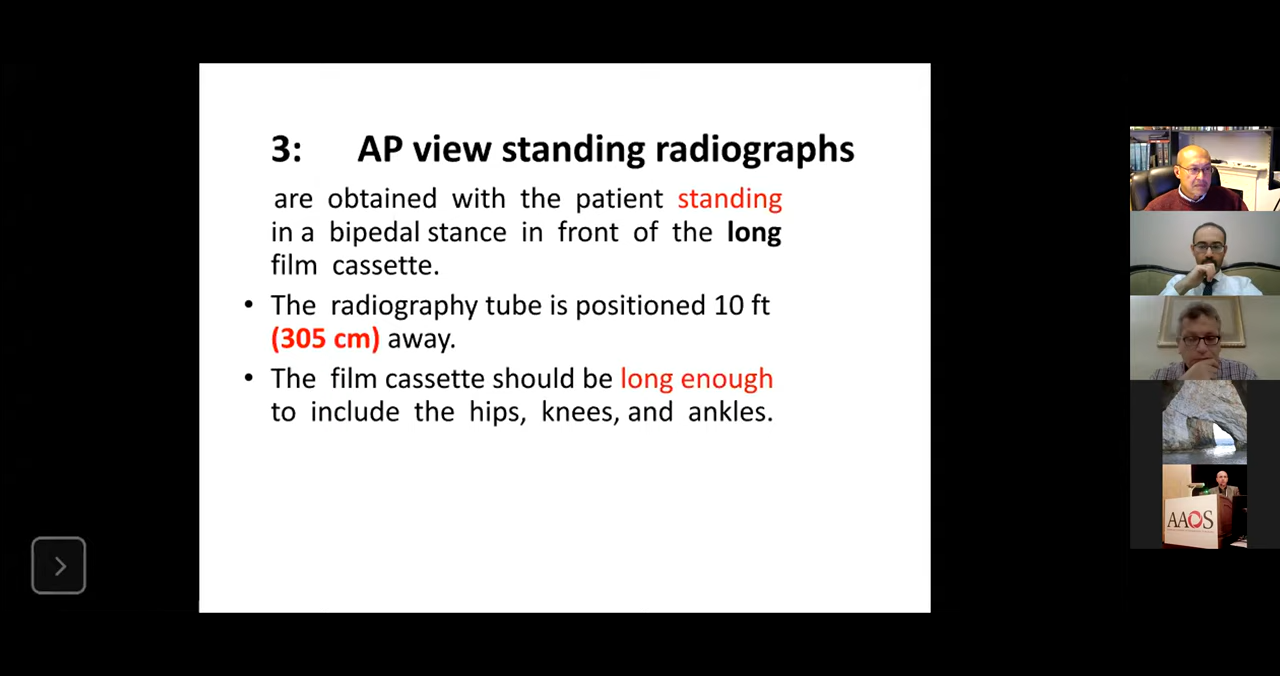 3: AP view standing radiographs
are obtained with the patient standing
in a bipedal stance in front of the long
film cassette.
• The radiography tube is positioned 10 ft
(305 cm) away.
• The film cassette should be long enough
to include the hips, knees, and ankles.
AAOS